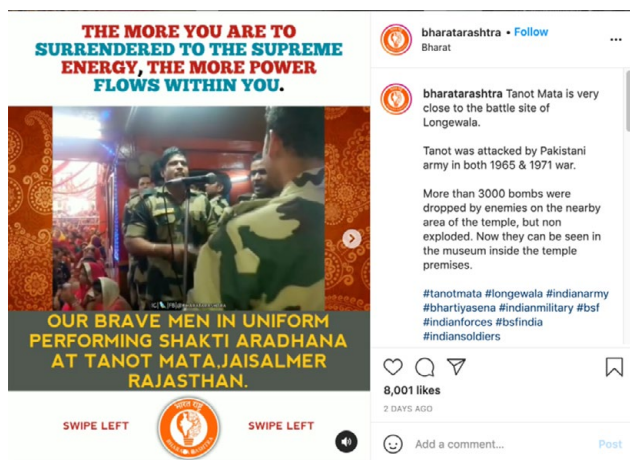 THE MORE YOU ARE TO
SURRENDERED TO THE SUPREME
ENERGY, THE MORE POWER
FLOWS WITHIN YOU.
OUR BRAVE MEN IN UNIFORM
PERFORMING SHAKTI ARADHANA
AT TANOT MATA,JAISALMER
RAJASTHAN.
SWIPE LEFT
भारत राष्ट्र
SWIPE LEFT
bharatarashtra • Follow
Bharat
bharatarashtra Tanot Mata is very
close to the battle site of
Longewala.
Tanot was attacked by Pakistani
army in both 1965 & 1971 war.
More than 3000 bombs were
dropped by enemies on the nearby
area of the temple, but non
exploded. Now they can be seen in
the museum inside the temple
premises.
#tanotmata #longewala #indianarmy
#bhartiyasena #indianmilitary #bsf
#indianforces #bsfindia
#indiansoldiers
8,001 likes
2 DAYS AGO
Add a comment...
Post